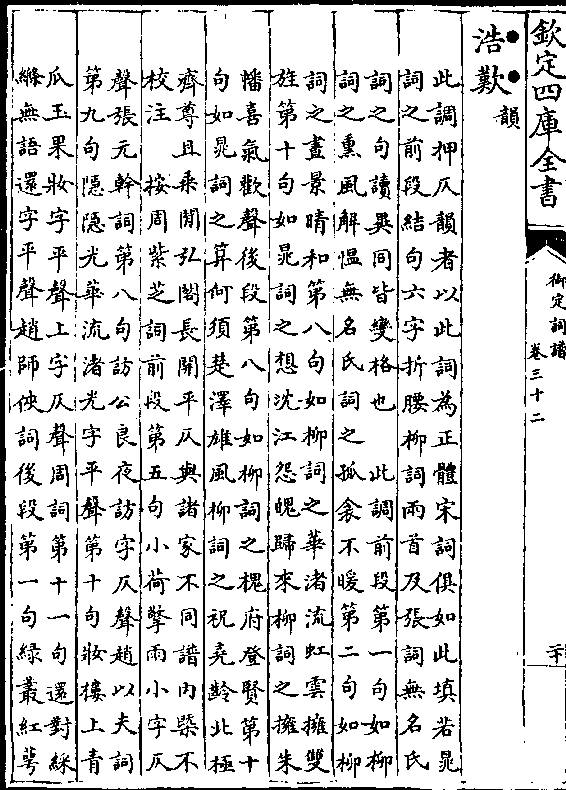 欽定四庫全書
御定詞譜
卷三十二
二十
浩歎韻
此調押仄韻者以此詞為正體宋詞俱如此填若晁
詞之前段結句六字折腰柳詞兩首及張詞無名氏
詞之句讀異同皆變格也　此調前段第一句如柳
詞之熏風解愠無名氏詞之孤衾不暖第二句如柳
詞之晝景晴和第八句如柳詞之華渚流虹雲擁雙
旌第十句如晁詞之想沈江怨魄歸來柳詞之擁朱
幡喜氣歡聲後段第八句如柳詞之槐府登賢第十
句如晁詞之算何須楚澤雄風柳詞之祝堯齡北極
齊尊且乘閒弘閣長開平仄與諸家不同譜内槩不
校注　按周紫芝詞前段第五句小荷擎雨小字仄
聲張元幹詞第八句訪公良夜訪字仄聲趙以夫詞
第九句隱隱光華流渚光字平聲第十句妝樓上青
瓜玉果妝字平聲上字仄聲周詞第十一句還對綵
絛無語還字平聲趙師俠詞後段第一句綠叢紅萼